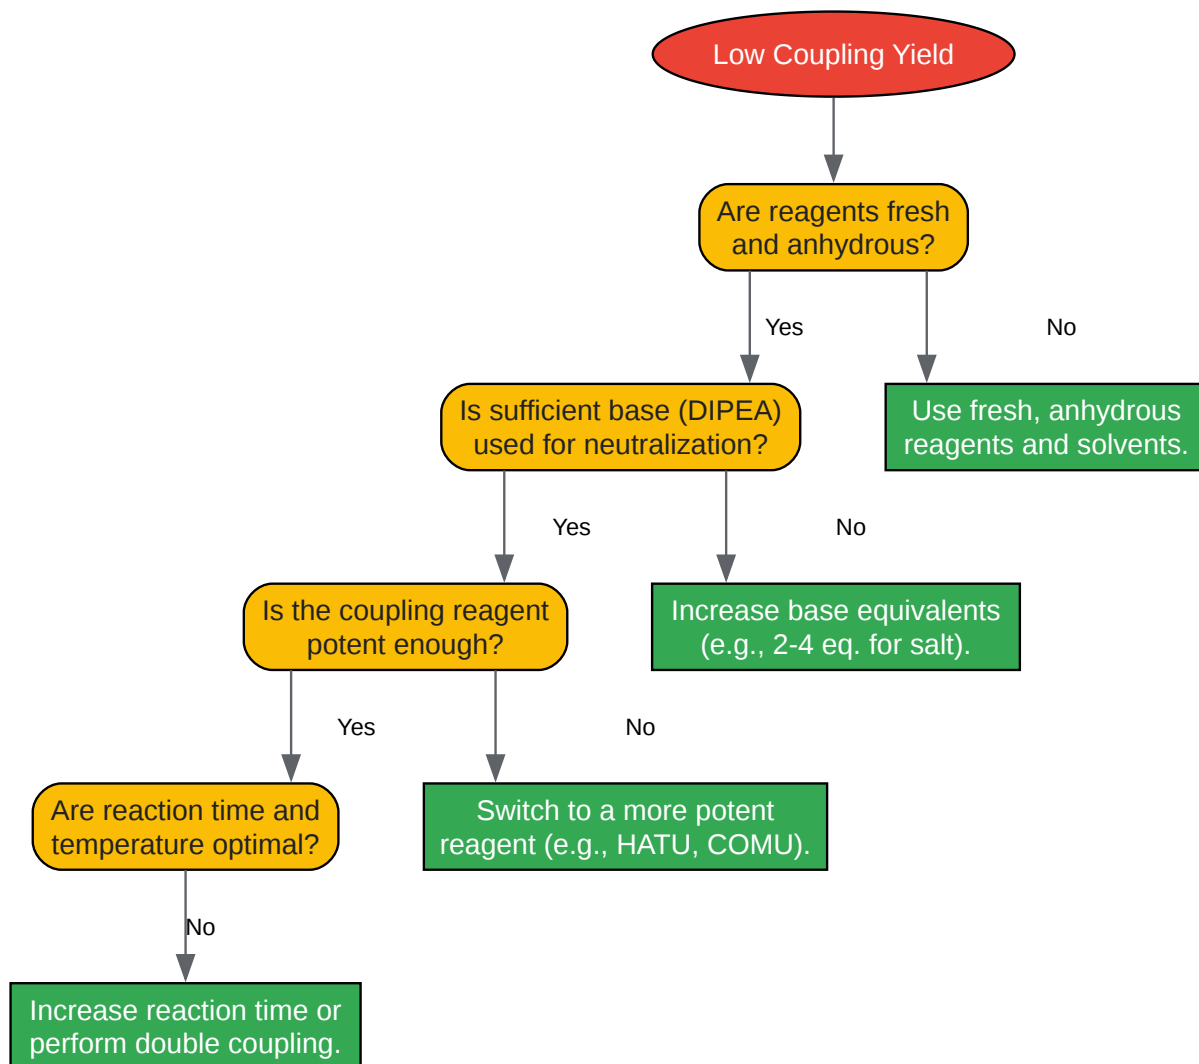 Low Coupling Yield
Are reagents fresh
and anhydrous?
Yes
No
Is sufficient base (DIPEA)
used for neutralization?
Use fresh, anhydrous
reagents and solvents.
Yes
No
Is the coupling reagent
potent enough?
Increase base equivalents
(e.g., 2-4 eq. for salt).
Yes
No
Are reaction time and
temperature optimal?
Switch to a more potent
reagent (e.g., HATU, COMU).
No
Increase reaction time or
perform double coupling.